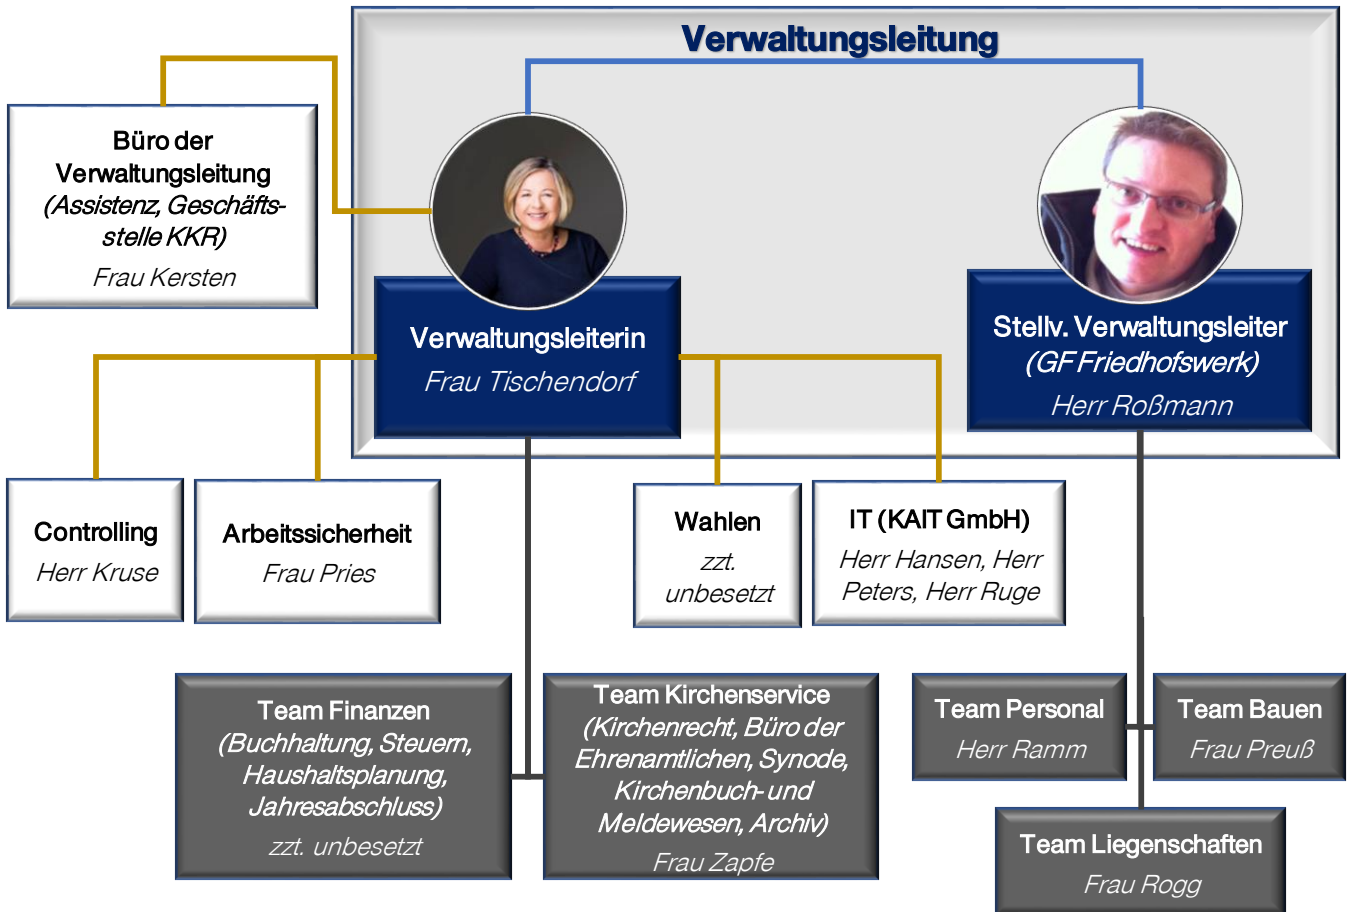 Verwaltungsleitung
Büro der
Verwaltungsleitung
(Assistenz, Geschäfts-
stelle KKR)
Frau Kersten
Verwaltungsleiterin
Frau Tischendorf
Stellv. Verwaltungsleiter
(GF Friedhofswerk)
Herr Roßmann
Controlling
Herr Kruse
Arbeitssicherheit
Frau Pries
Wahlen
zzt.
unbesetzt
IT (KAIT GmbH)
Herr Hansen, Herr
Peters, Herr Ruge
Team Finanzen
(Buchhaltung, Steuern,
Haushaltsplanung,
Jahresabschluss)
zzt. unbesetzt
Team Kirchenservice
(Kirchenrecht, Büro der
Ehrenamtlichen, Synode,
Kirchenbuch- und
Meldewesen, Archiv)
Frau Zapfe
Team Personal
Herr Ramm
Team Bauen
Frau Preuß
Team Liegenschaften
Frau Rogg